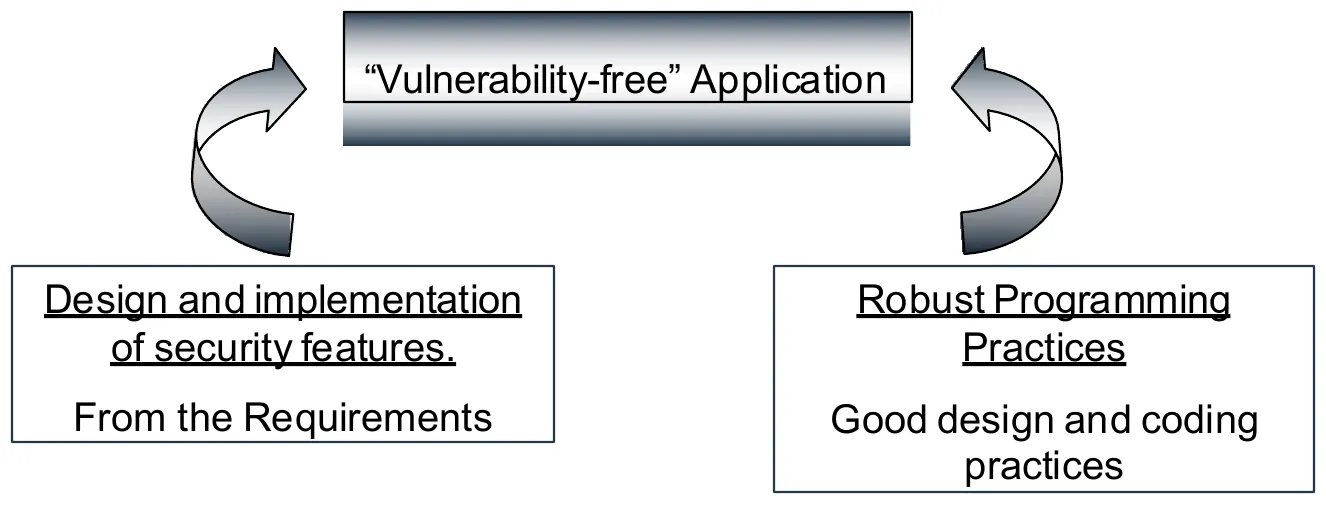 “Vulnerability-free” Application
Design and implementation
of security features.
From the Requirements
Robust Programming
Practices
Good design and coding
practices